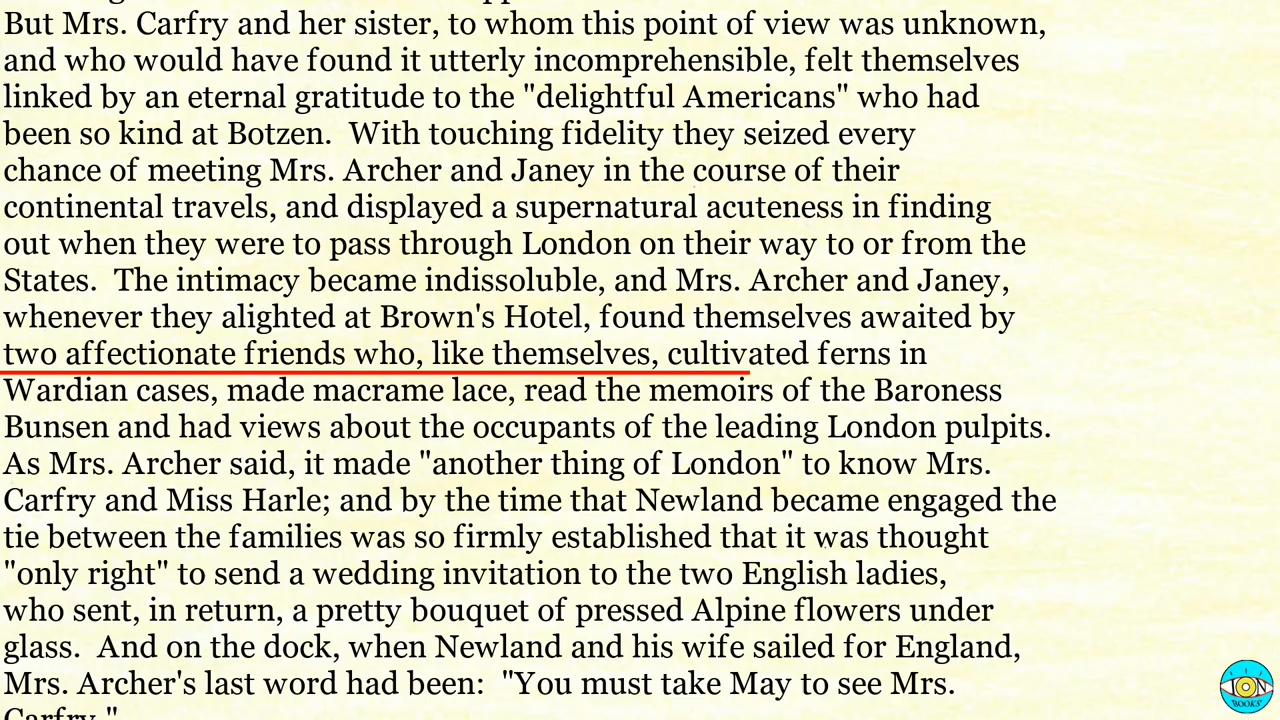 But Mrs. Carfry and her sister, to whom this point of view was unknown,
and who would have found it utterly incomprehensible, felt themselves
linked by an eternal gratitude to the "delightful Americans" who had
been so kind at Botzen.  With touching fidelity they seized every
chance of meeting Mrs. Archer and Janey in the course of their
continental travels, and displayed a supernatural acuteness in finding
out when they were to pass through London on their way to or from the
States.  The intimacy became indissoluble, and Mrs. Archer and Janey,
whenever they alighted at Brown's Hotel, found themselves awaited by
two affectionate friends who, like themselves, cultivated ferns in
Wardian cases, made macrame lace, read the memoirs of the Baroness
Bunsen and had views about the occupants of the leading London pulpits.
As Mrs. Archer said, it made "another thing of London" to know Mrs.
Carfry and Miss Harle; and by the time that Newland became engaged the
tie between the families was so firmly established that it was thought
"only right" to send a wedding invitation to the two English ladies,
who sent, in return, a pretty bouquet of pressed Alpine flowers under
glass.  And on the dock, when Newland and his wife sailed for England,
Mrs. Archer's last word had been:  "You must take May to see Mrs.
Carfry."
ION
BOOKS